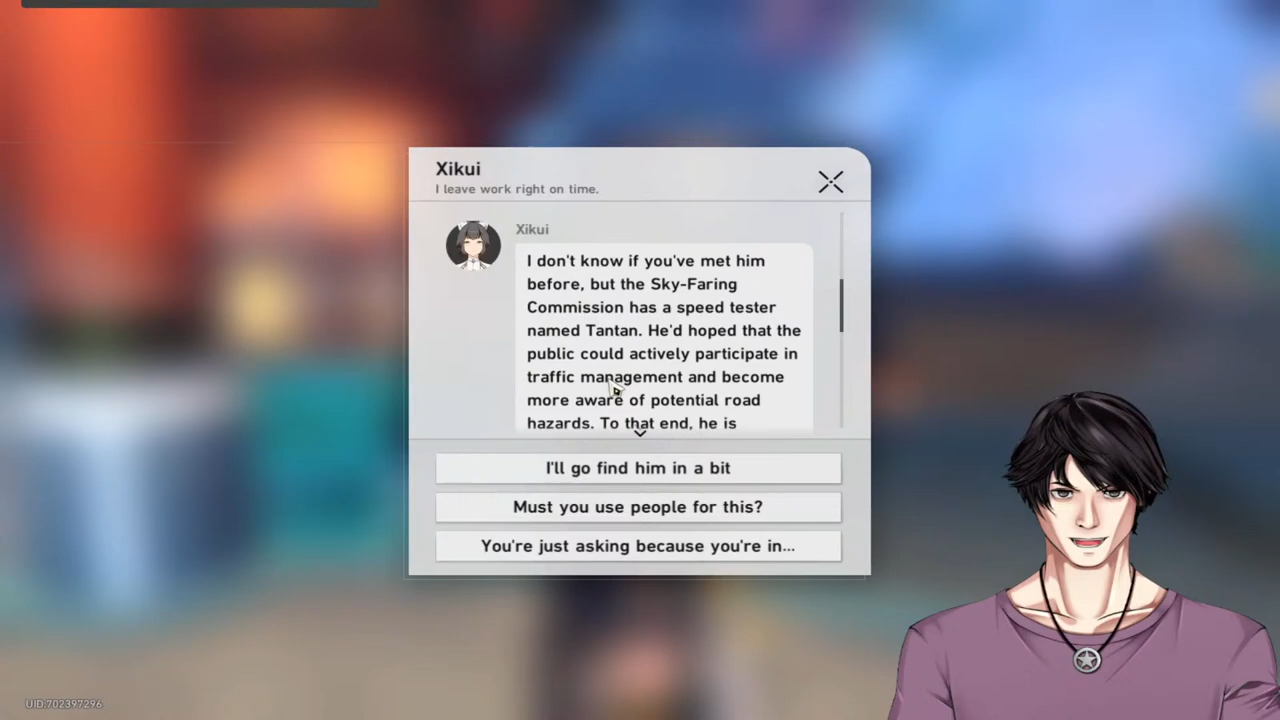 Xikui
I leave work right on time.
Xikui
I don't know if you've met him
before, but the Sky-Faring
Commission has a speed tester
named Tantan. He'd hoped that the
public could actively participate in
traffic management and become
more aware of potential road
hazards. To that end, he is
I'll go find him in a bit
Must you use people for this?
You're just asking because you're in...
UID:702397296